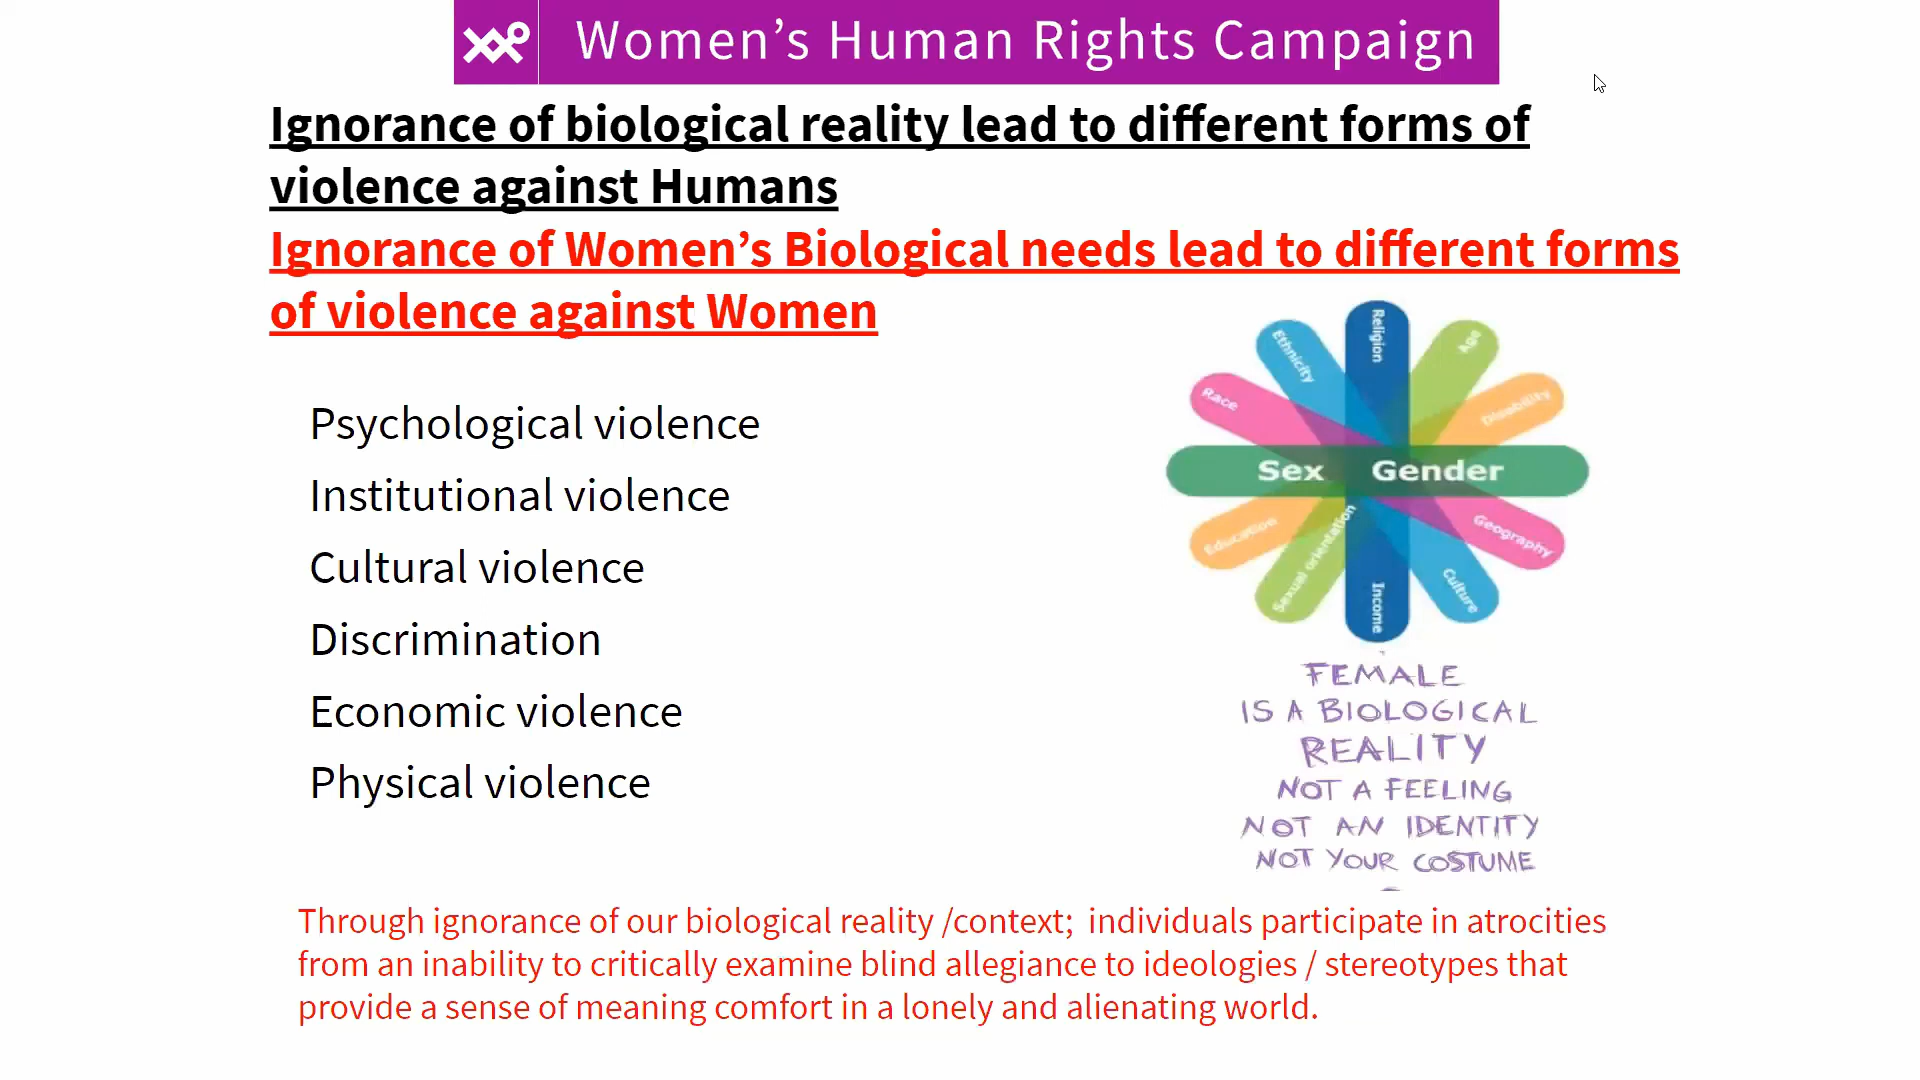 Women’s Human Rights Campaign
Ignorance of biological reality lead to different forms of
violence against Humans
Ignorance of Women’s Biological needs lead to different forms
of violence against Women
Psychological violence
Institutional violence
Cultural violence
Discrimination
Economic violence
Physical violence
Religion
Ethnicity
Age
Race
Disability
Sex Gender
Education
Geography
Sexual orientation
Culture
Income
FEMALE
IS A BIOLOGICAL
REALITY
NOT A FEELING
NOT AN IDENTITY
NOT YOUR COSTUME
Through ignorance of our biological reality /context; individuals participate in atrocities
from an inability to critically examine blind allegiance to ideologies / stereotypes that
provide a sense of meaning comfort in a lonely and alienating world.